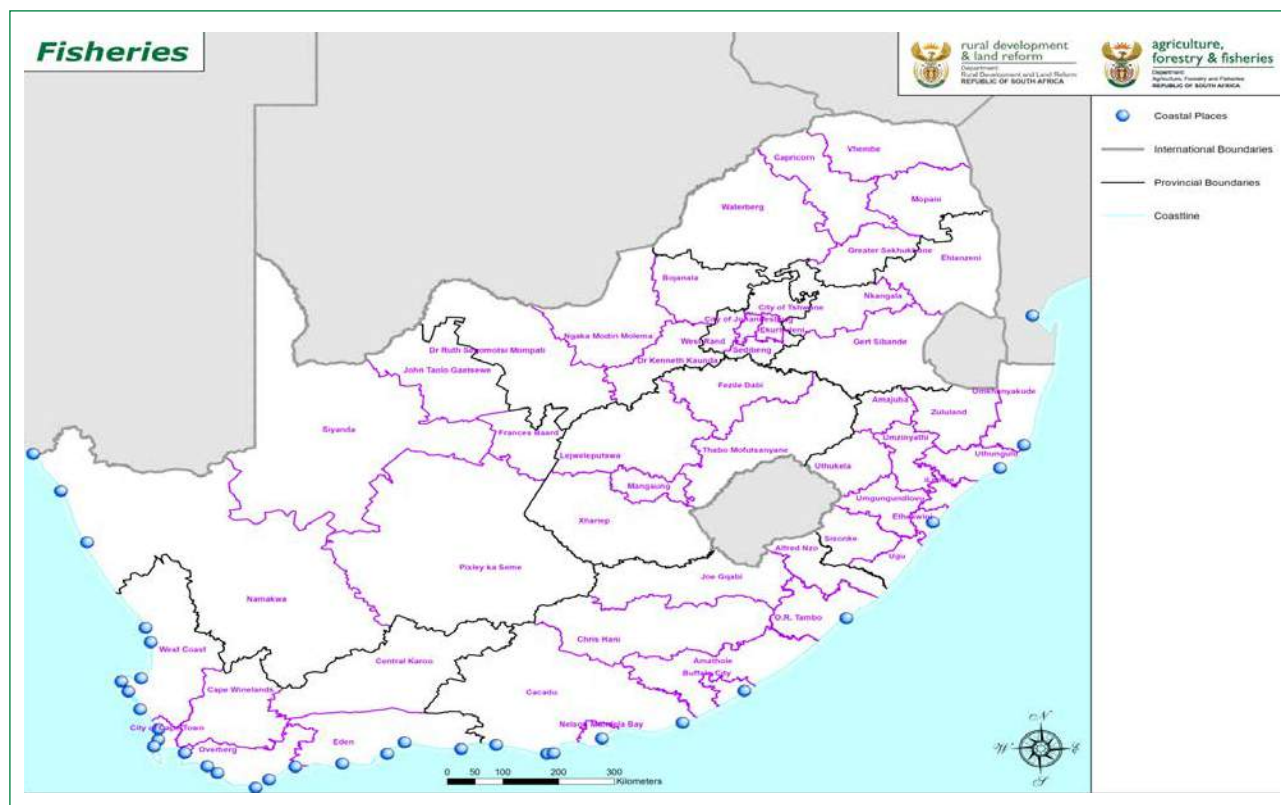 Fisheries
rural development
& land reform
Department:
Rural Development and Land Reform
REPUBLIC OF SOUTH AFRICA
agriculture,
forestry & fisheries
Department:
Agriculture, Forestry and Fisheries
REPUBLIC OF SOUTH AFRICA
Coastal Places
International Boundaries
Provincial Boundaries
Coastline
Vhembe
Capricorn
Mopani
Waterberg
Greater Sekhukhune
Ehlanzeni
Bojanala
Nkangala
City of Tshwane
City of Johannesburg
Ekurhuleni
Ngaka Modiri Molema
West Rand
Gert Sibande
Sedibeng
Dr Ruth Segomotsi Mompati
Dr Kenneth Kaunda
John Taolo Gaetsewe
Fezile Dabi
Umkhanyakude
Amajuba
Zululand
Siyanda
Frances Baard
Umzinyathi
Thabo Mofutsanyane
Lejweleputswa
Uthungulu
Uthukela
Mangaung
Umgungundlovu
Ethekwini
Xhariep
Sisonke
Alfred Nzo
Ugu
Pixley ka Seme
Joe Gqabi
Namakwa
O.R. Tambo
Chris Hani
West Coast
Central Karoo
Amathole
Buffalo City
Cape Winelands
Cacadu
City of Cape Town
Nelson Mandela Bay
Eden
Overberg
0 50 100 200 300
Kilometers
N
W E
S